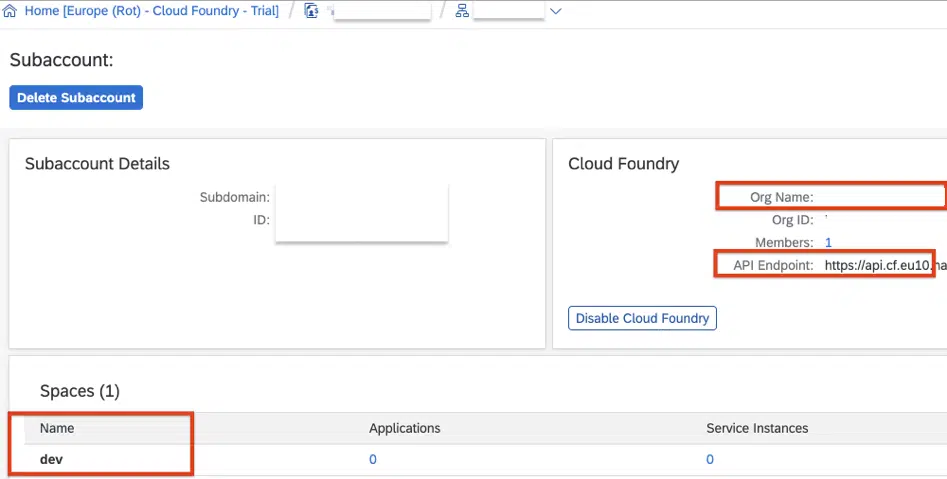 Home [Europe (Rot) - Cloud Foundry - Trial] / /
Subaccount:
Delete Subaccount
Subaccount Details
Subdomain:
ID:
Cloud Foundry
Org Name:
Org ID:
Members: 1
API Endpoint: https://api.cf.eu10.ha
Disable Cloud Foundry
Spaces (1)
Name Applications Service Instances
dev 0 0